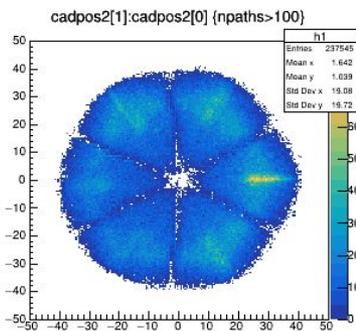 cadpos2[1]:cadpos2[0] {npaths>100}
h1
Entries 237545
Mean x 1.642
Mean y 1.039
Std Dev x 19.08
Std Dev y 19.72
50
40
30
20
10
0
−10
−20
−30
−40
−50
−50 −40 −30 −20 −10 0 10 20 30 40 50
0